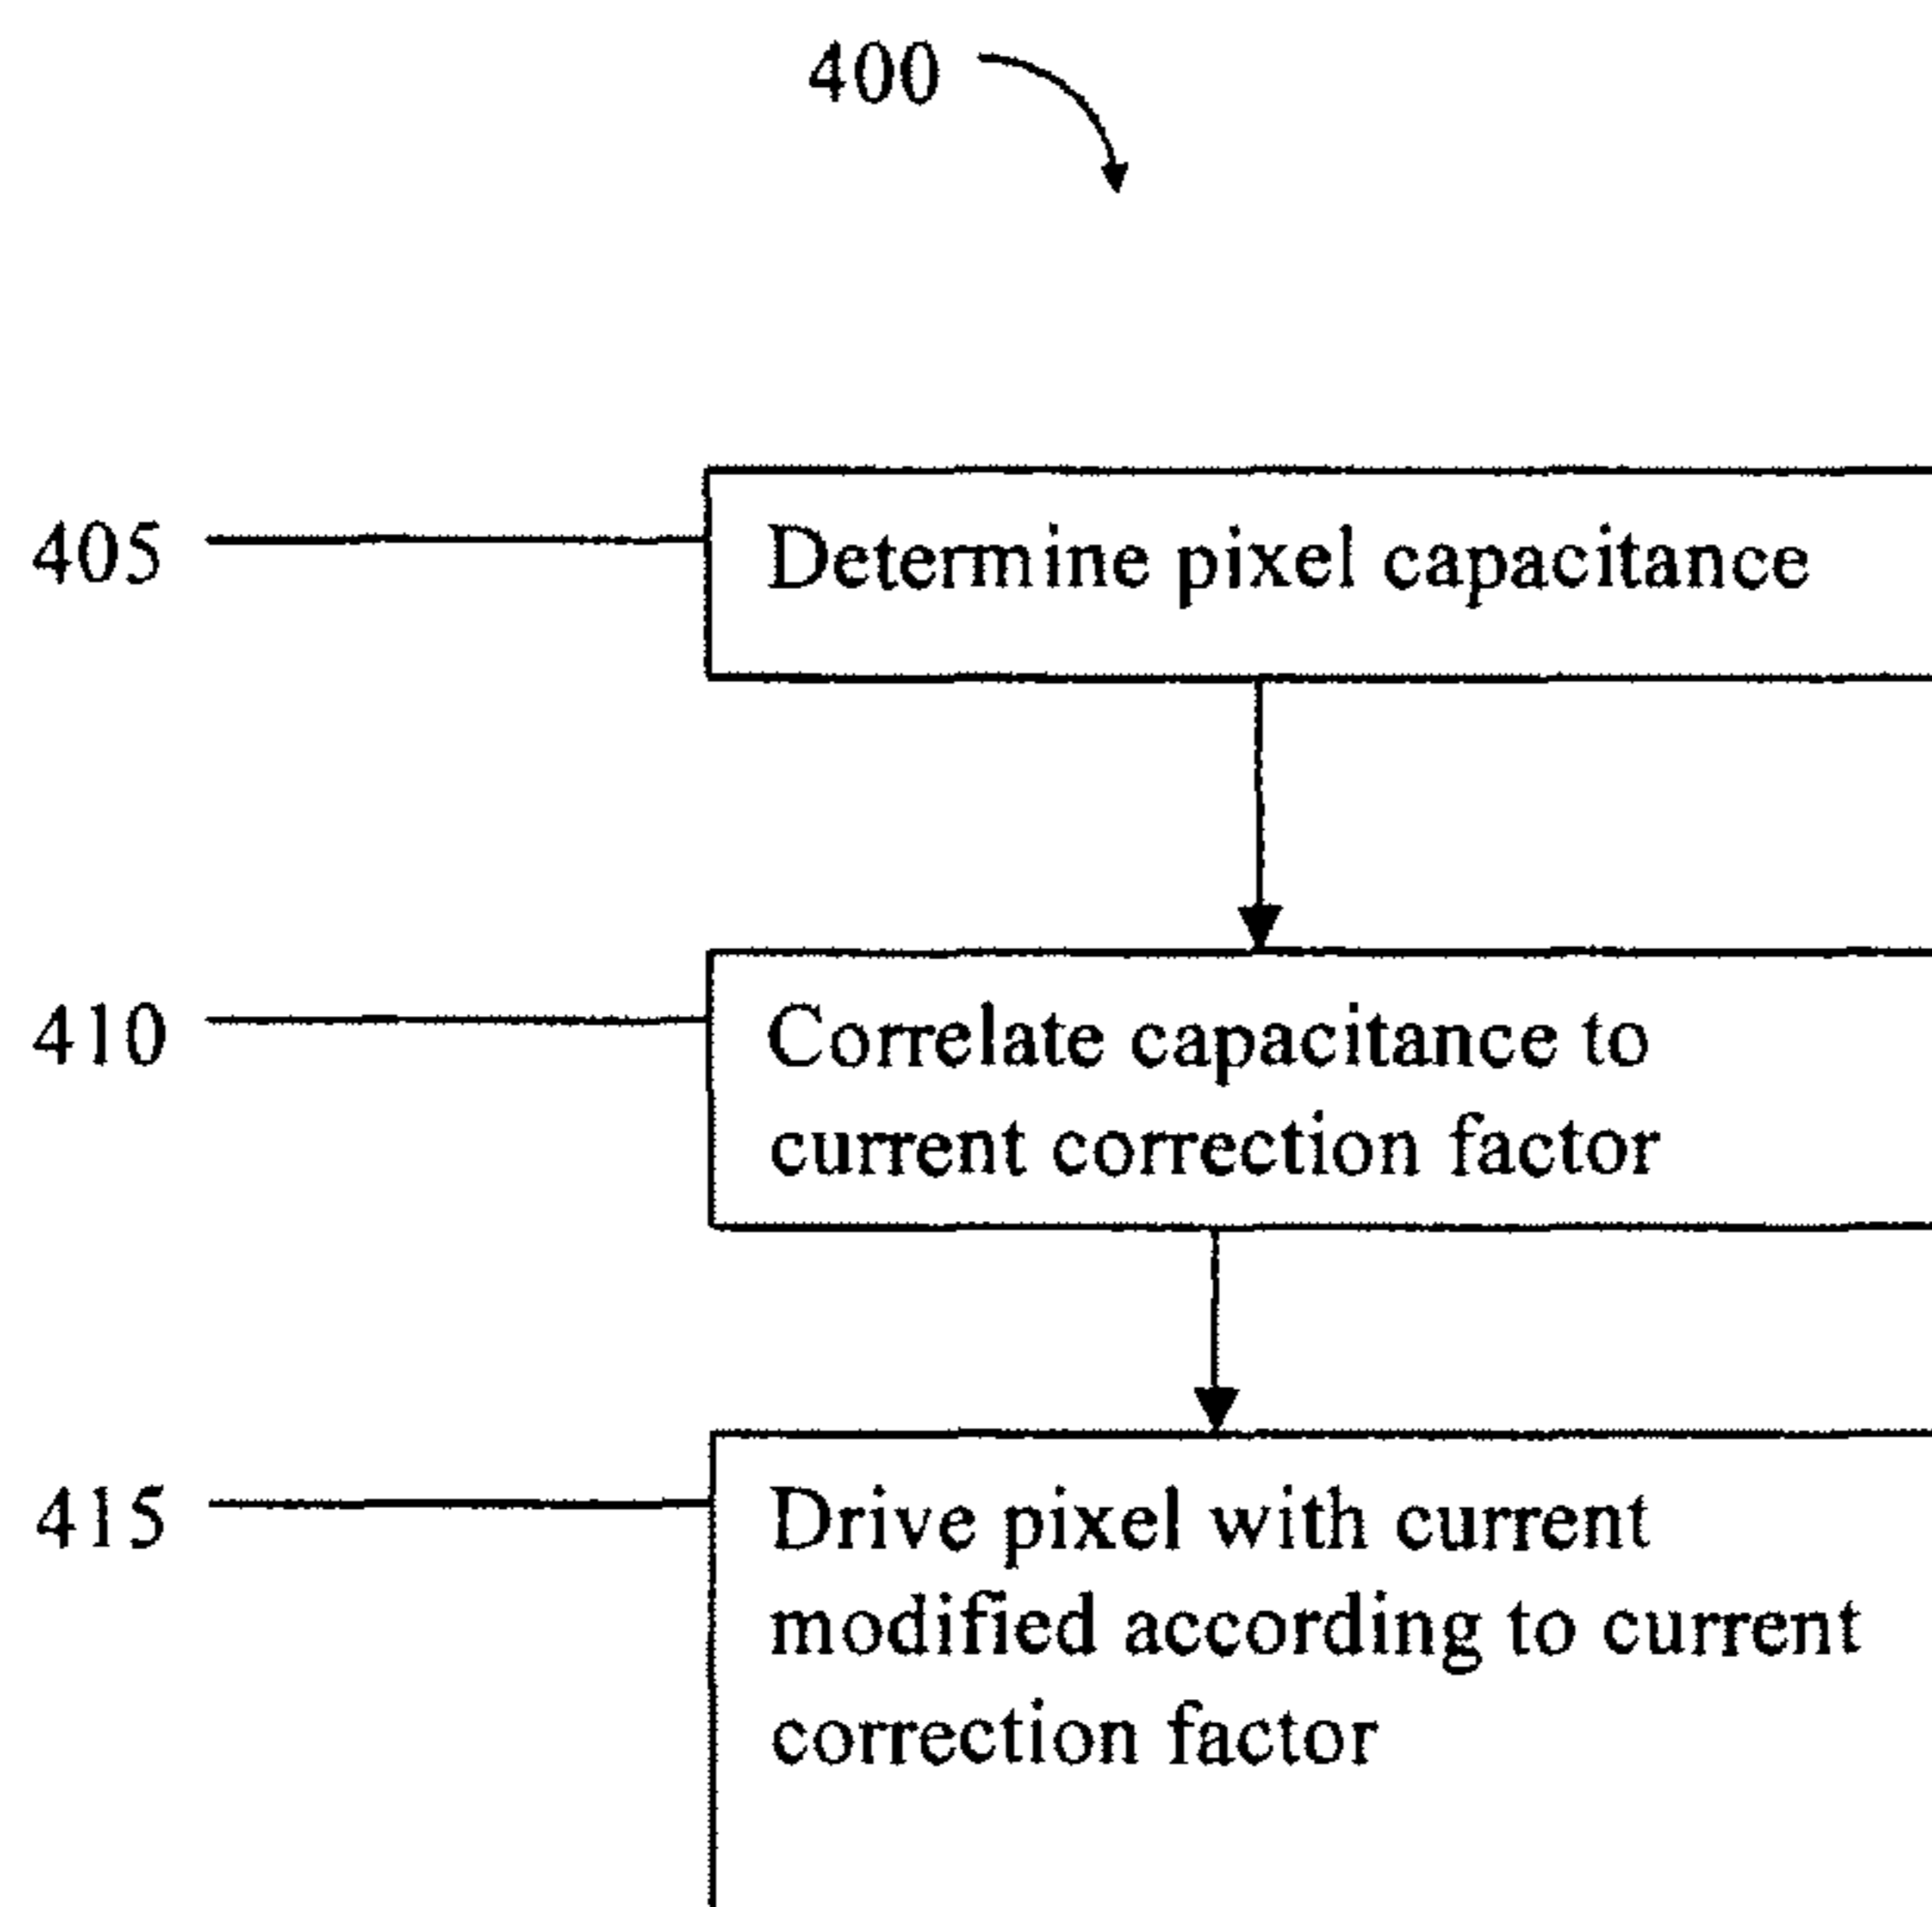 400
405
Determine pixel capacitance
410
Correlate capacitance to
current correction factor
415
Drive pixel with current
modified according to current
correction factor